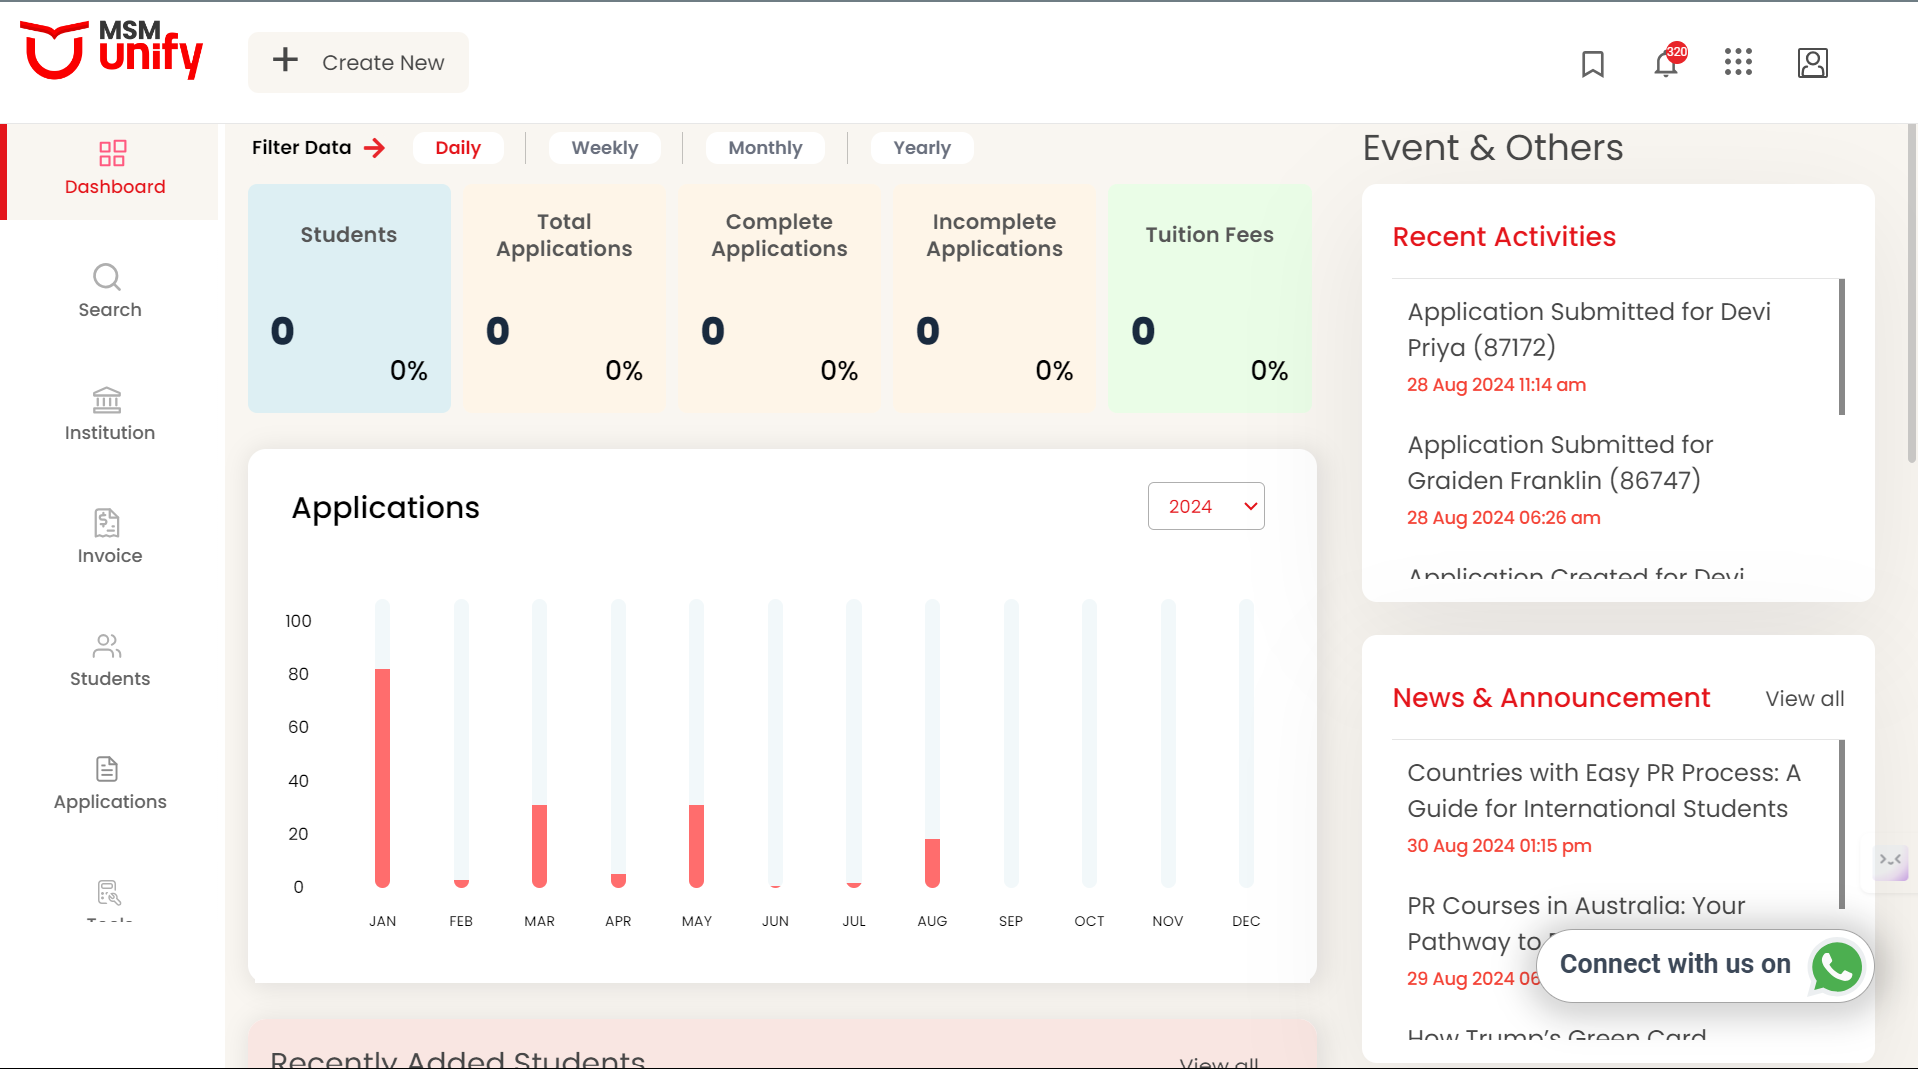 MSM
unify
Create New
320
Dashboard
Search
Institution
Invoice
Students
Applications
Tools
Filter Data
Daily
Weekly
Monthly
Yearly
Students
0
0%
Total
Applications
0
0%
Complete
Applications
0
0%
Incomplete
Applications
0
0%
Tuition Fees
0
0%
Applications
2024
100
80
60
40
20
0
JAN FEB MAR APR MAY JUN JUL AUG SEP OCT NOV DEC
Recently Added Students
View all
Event & Others
Recent Activities
Application Submitted for Devi
Priya (87172)
28 Aug 2024 11:14 am
Application Submitted for
Graiden Franklin (86747)
28 Aug 2024 06:26 am
Application Created for Devi
News & Announcement
View all
Countries with Easy PR Process: A
Guide for International Students
30 Aug 2024 01:15 pm
PR Courses in Australia: Your
Pathway to
29 Aug 2024 06
How Trump's Green Card
Connect with us on